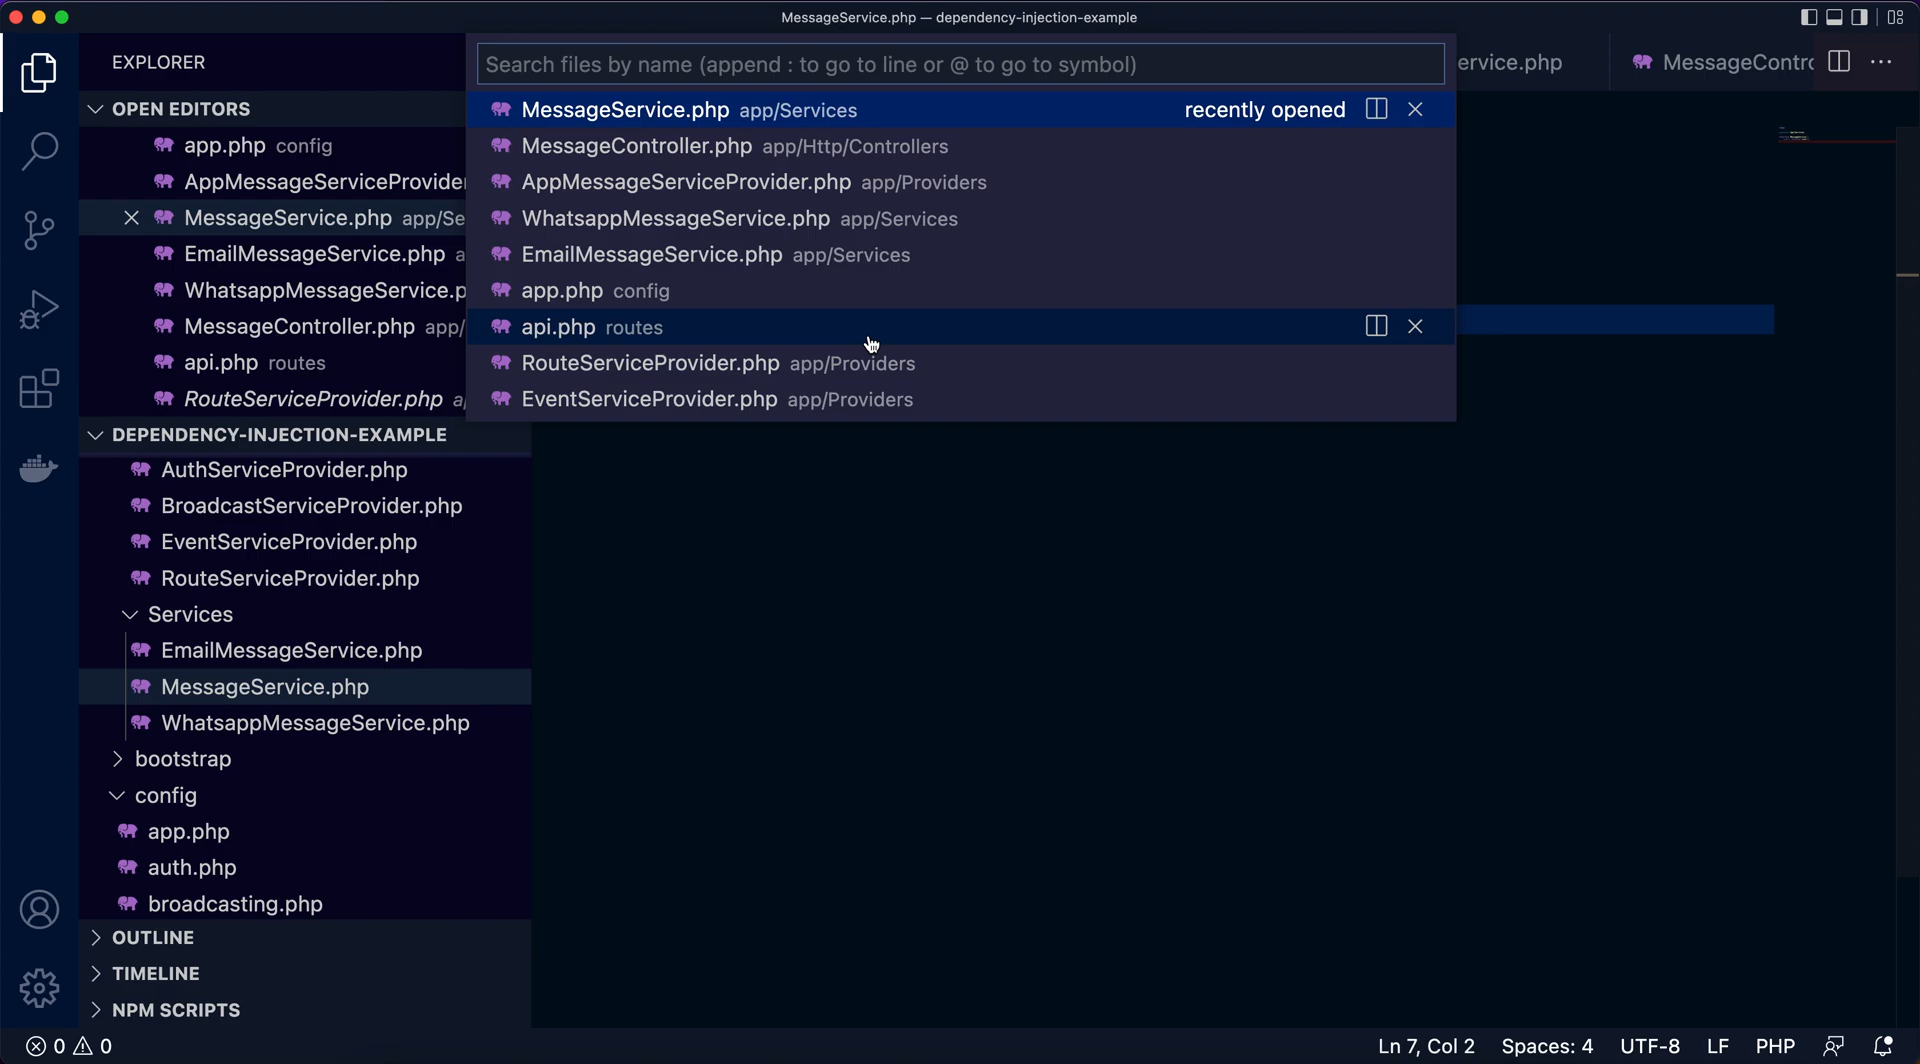 MessageService.php — dependency-injection-example
EXPLORER
OPEN EDITORS
app.php config
AppMessageServiceProvider
MessageService.php app/Se
EmailMessageService.php a
WhatsappMessageService.p
MessageController.php app/
api.php routes
RouteServiceProvider.php a
DEPENDENCY-INJECTION-EXAMPLE
AuthServiceProvider.php
BroadcastServiceProvider.php
EventServiceProvider.php
RouteServiceProvider.php
Services
EmailMessageService.php
MessageService.php
WhatsappMessageService.php
bootstrap
config
app.php
auth.php
broadcasting.php
OUTLINE
TIMELINE
NPM SCRIPTS
Search files by name (append : to go to line or @ to go to symbol)
MessageService.php app/Services recently opened
MessageController.php app/Http/Controllers
AppMessageServiceProvider.php app/Providers
WhatsappMessageService.php app/Services
EmailMessageService.php app/Services
app.php config
api.php routes
RouteServiceProvider.php app/Providers
EventServiceProvider.php app/Providers
ervice.php
MessageContro
0 0
Ln 7, Col 2 Spaces: 4 UTF-8 LF PHP